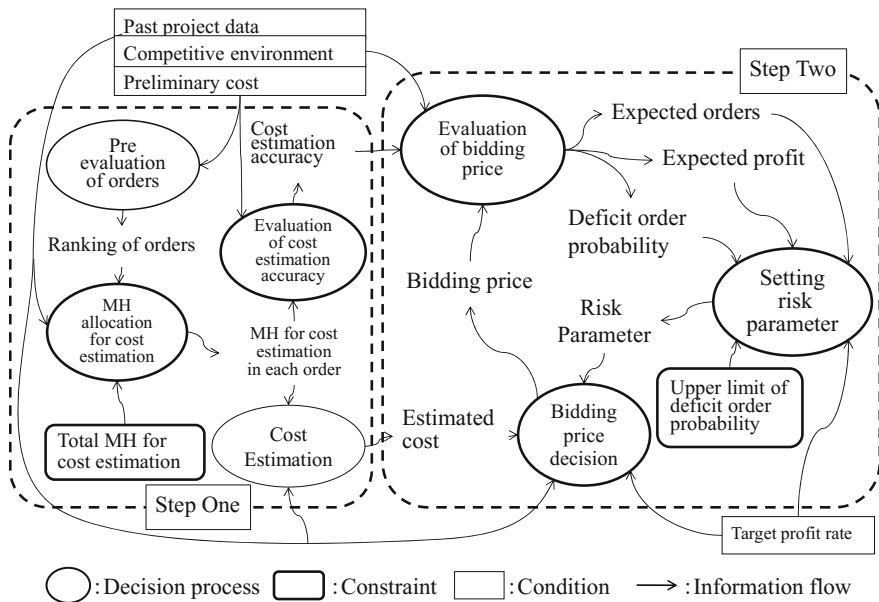 Past project data
Competitive environment
Preliminary cost
Step Two
Cost
estimation
accuracy
Pre
evaluation
of orders
Evaluation
of bidding
price
Expected orders
Expected profit
Deficit order
probability
Ranking of orders
Evaluation
of cost
estimation
accuracy
Bidding price
Setting
risk
parameter
MH
allocation
for cost
estimation
MH for cost
estimation
in each order
Risk
Parameter
Upper limit of
deficit order
probability
Total MH for
cost estimation
Cost
Estimation
Estimated
cost
Bidding
price
decision
Step One
Target profit rate
: Decision process
: Constraint
: Condition
: Information flow